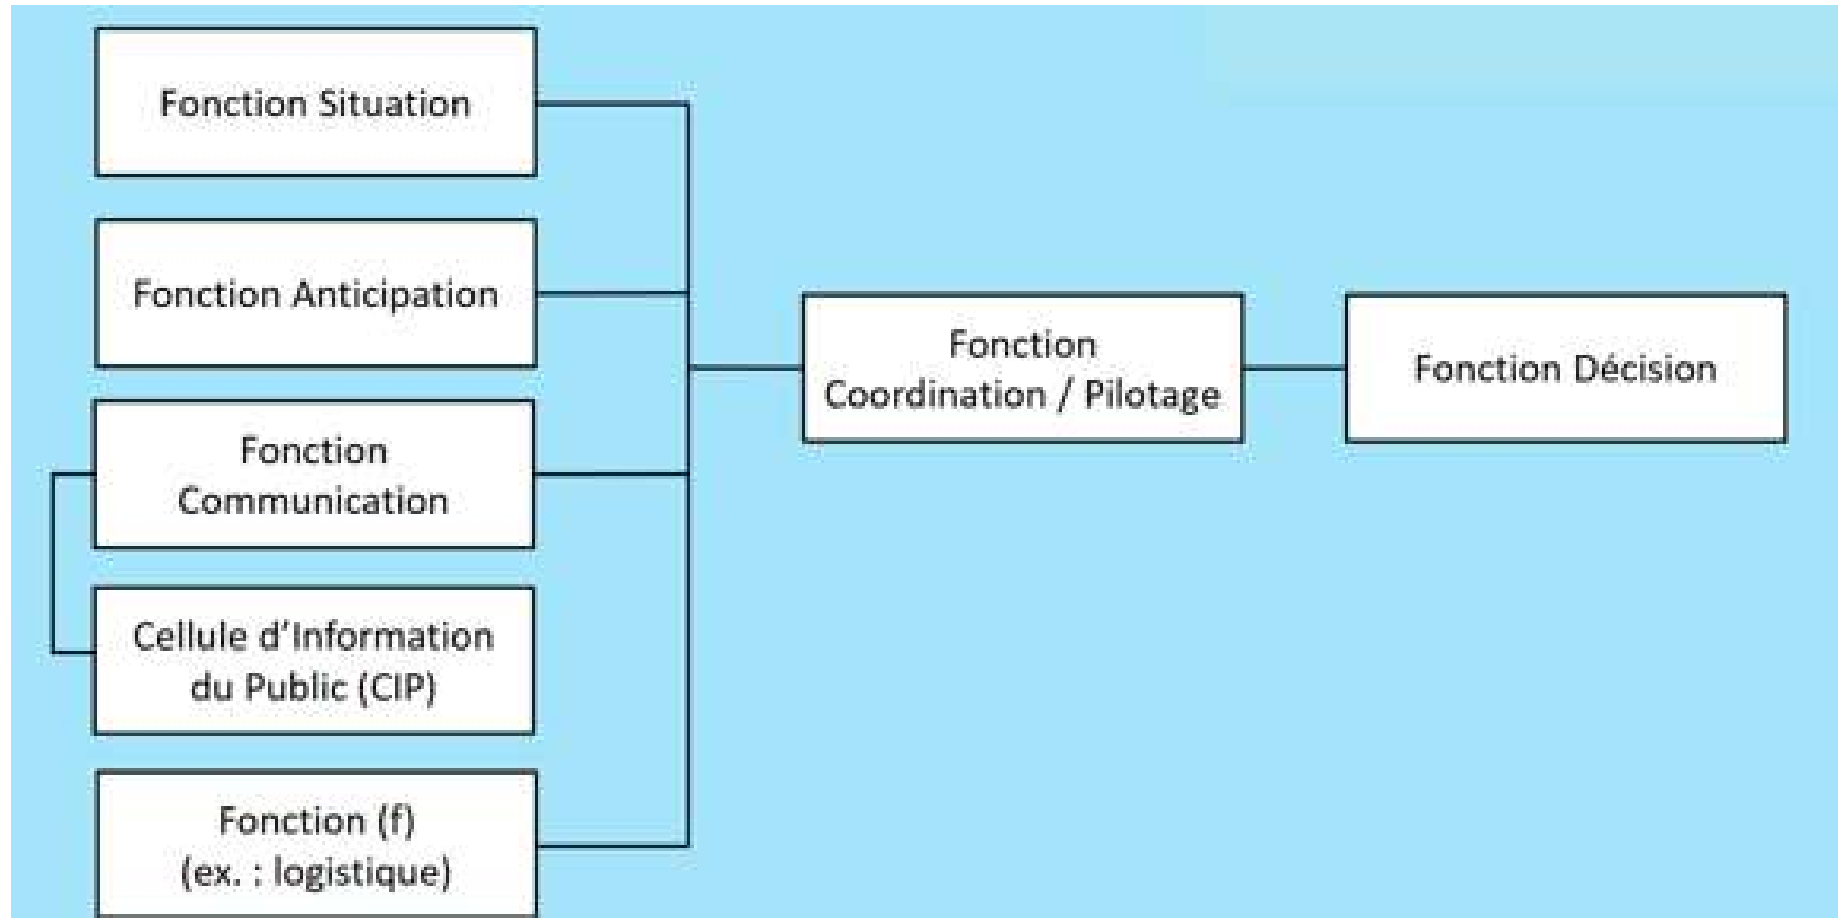 Fonction Situation
Fonction Anticipation
Fonction
Communication
Cellule d'Information
du Public (CIP)
Fonction (f)
(ex. : logistique)
Fonction
Coordination / Pilotage
Fonction Décision